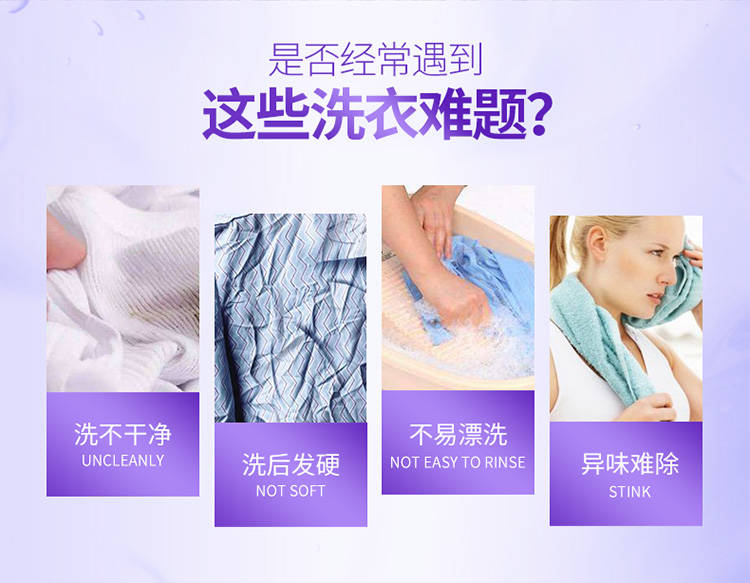 是否经常遇到
这些洗衣难题?
洗不干净
UNCLEANLY
洗后发硬
NOT SOFT
不易漂洗
NOT EASY TO RINSE
异味难除
STINK